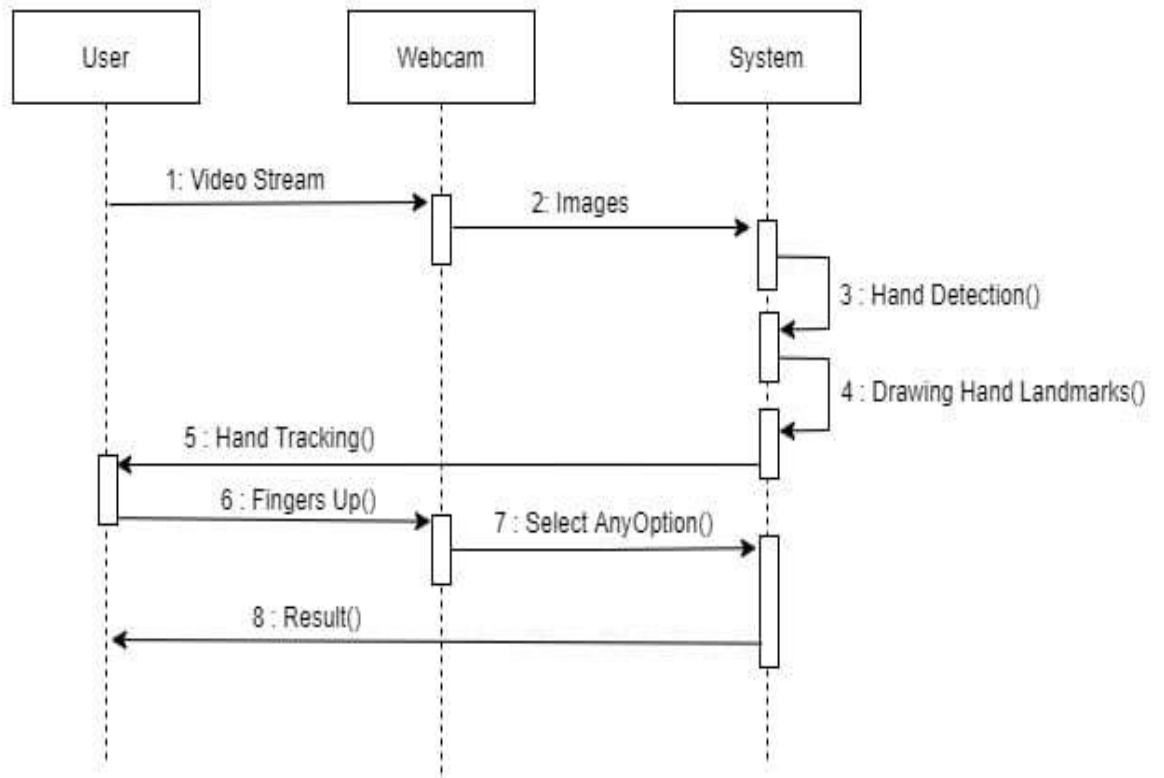 User
Webcam
System
1: Video Stream
2: Images
3 : Hand Detection()
4 : Drawing Hand Landmarks()
5 : Hand Tracking()
6 : Fingers Up()
7 : Select AnyOption()
8 : Result()